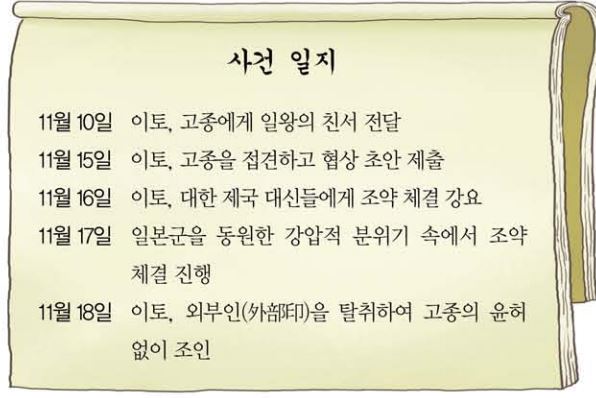 사건 일지
11월 10일 이토, 고종에게 일왕의 친서 전달
11월 15일 이토, 고종을 접견하고 협상 초안 제출
11월 16일 이토, 대한 제국 대신들에게 조약 체결 강요
11월 17일 일본군을 동원한 강압적 분위기 속에서 조약
체결 진행
11월 18일 이토, 외부인(外部印)을 탈취하여 고종의 윤허
없이 조인